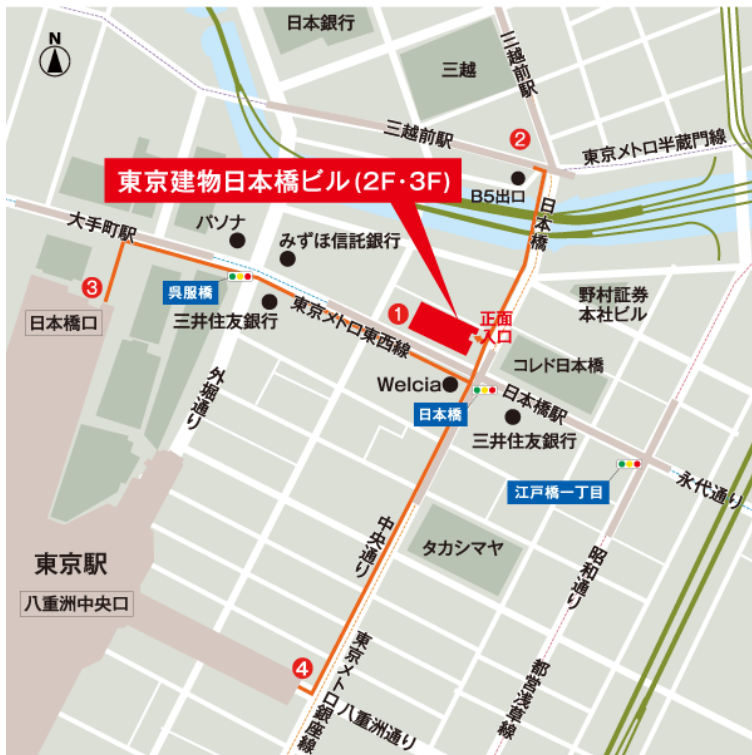 N
日本銀行
三越
三越前駅
三越前駅
2
東京メトロ半蔵門線
東京建物日本橋ビル(2F・3F)
B5出口
日本橋
大手町駅
パソナ
みずほ信託銀行
3
呉服橋
日本橋口
三井住友銀行
東京メトロ東西線
1
正面
入口
野村証券
本社ビル
コレド日本橋
Welcia
日本橋
日本橋駅
三井住友銀行
外堀通り
江戸橋一丁目
永代通り
中央通り
タカシマヤ
昭和通り
東京駅
八重洲中央口
4
東京メトロ銀座線
八重洲通り
都営浅草線